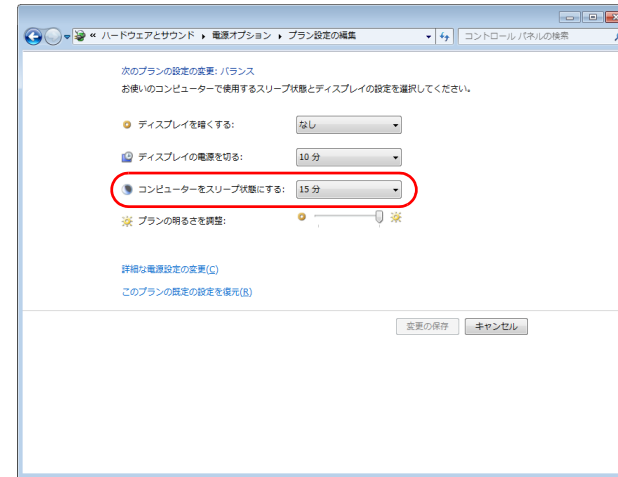 « ハードウェアとサウンド ▸ 電源オプション ▸ プラン設定の編集 コントロール パネルの検索
次のプランの設定の変更: バランス
お使いのコンピューターで使用するスリープ状態とディスプレイの設定を選択してください。
ディスプレイを暗くする: なし
ディスプレイの電源を切る: 10 分
コンピューターをスリープ状態にする: 15 分
プランの明るさを調整:
詳細な電源設定の変更(C)
このプランの既定の設定を復元(R)
変更の保存 キャンセル